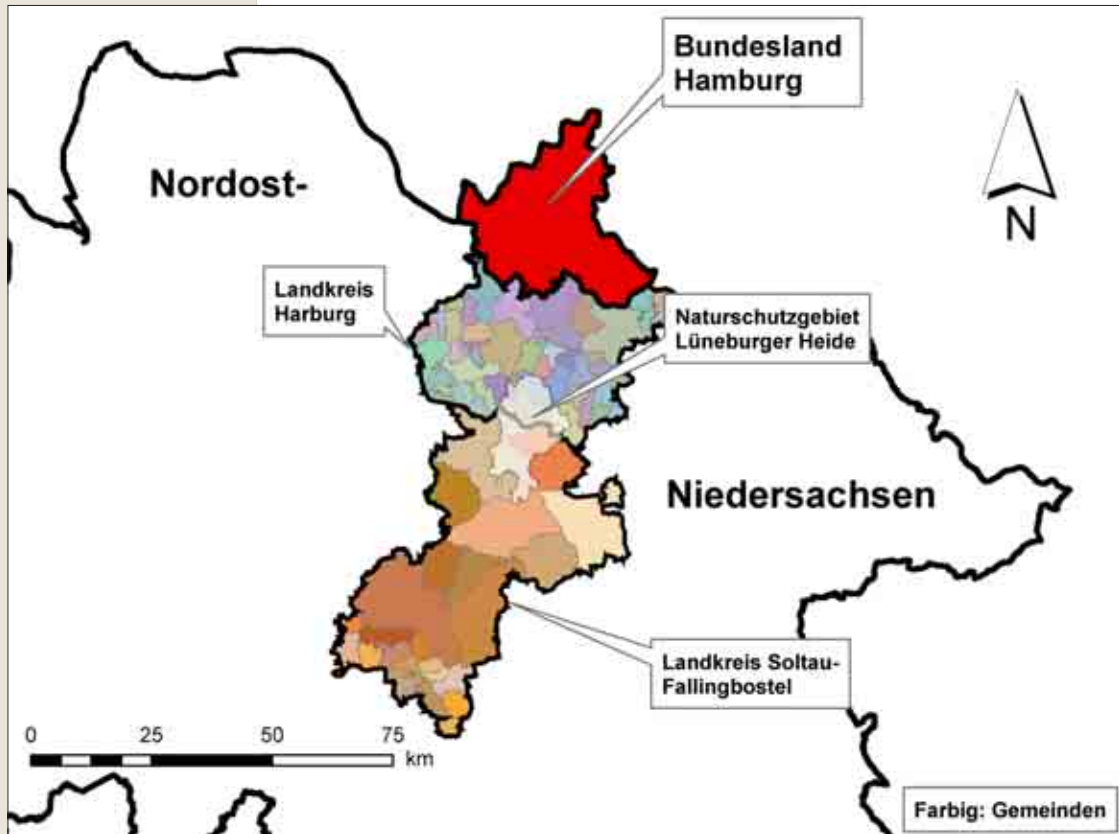 Bundesland
Hamburg
Nordost-
N
Landkreis
Harburg
Naturschutzgebiet
Lüneburger Heide
Niedersachsen
Landkreis Soltau-
Fallingbostel
0 25 50 75
km
Farbig: Gemeinden